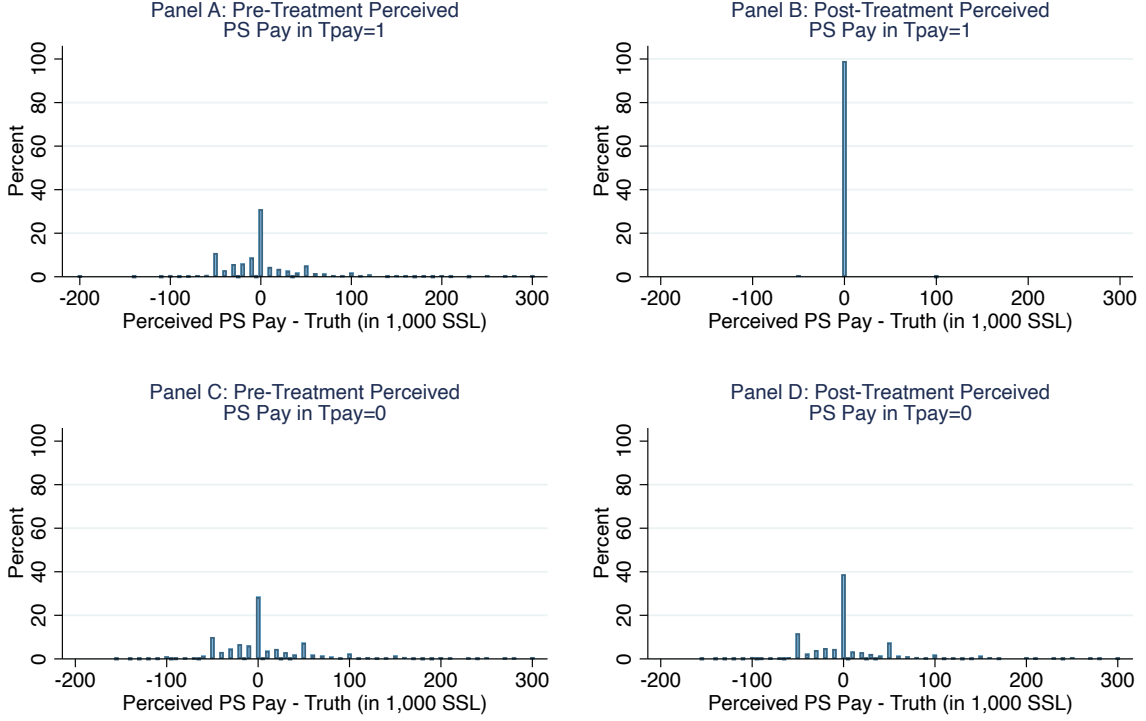 Panel A: Pre-Treatment Perceived
PS Pay in Tpay=1
Percent
100
80
60
40
20
0
-200 -100 0 100 200 300
Perceived PS Pay - Truth (in 1,000 SSL)
Panel B: Post-Treatment Perceived
PS Pay in Tpay=1
Percent
100
80
60
40
20
0
-200 -100 0 100 200 300
Perceived PS Pay - Truth (in 1,000 SSL)
Panel C: Pre-Treatment Perceived
PS Pay in Tpay=0
Percent
100
80
60
40
20
0
-200 -100 0 100 200 300
Perceived PS Pay - Truth (in 1,000 SSL)
Panel D: Post-Treatment Perceived
PS Pay in Tpay=0
Percent
100
80
60
40
20
0
-200 -100 0 100 200 300
Perceived PS Pay - Truth (in 1,000 SSL)